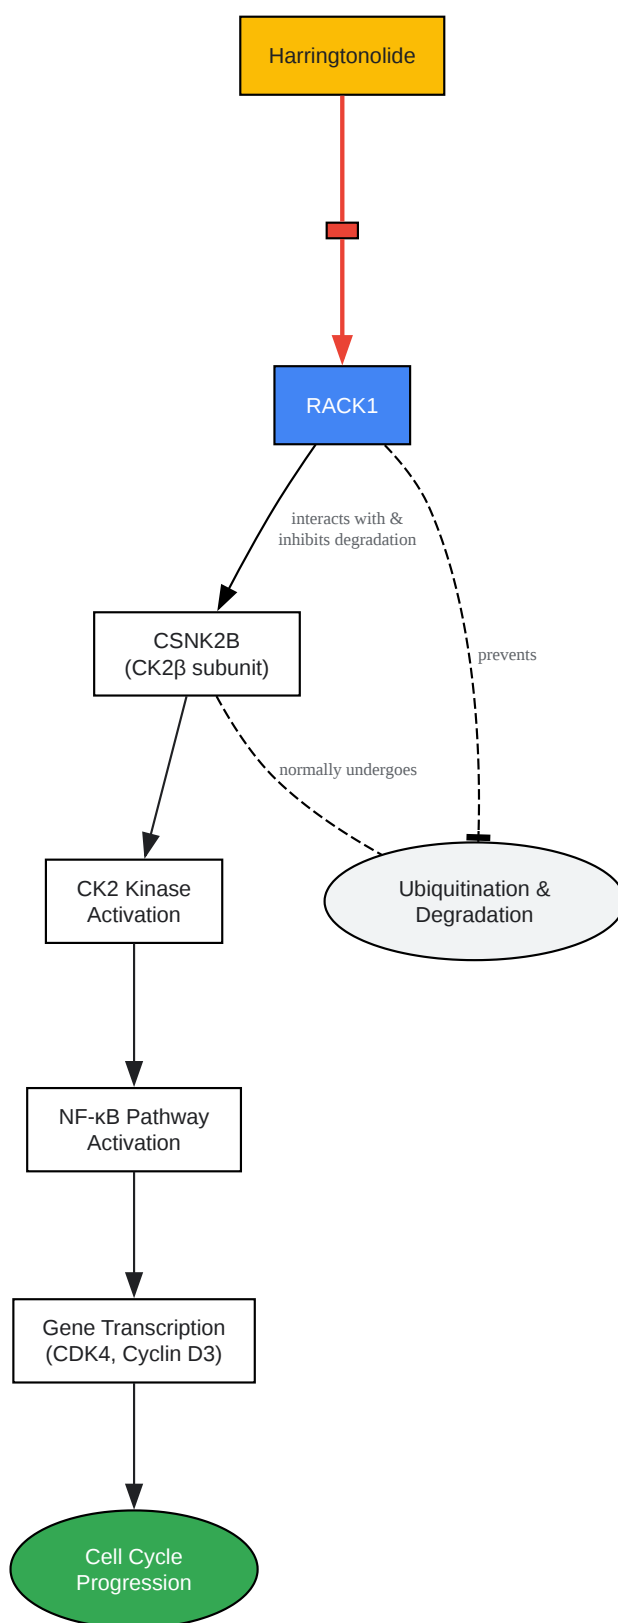 Harringtonolide
RACK1
interacts with &
inhibits degradation
CSNK2B
(CK2β subunit)
prevents
normally undergoes
CK2 Kinase
Activation
Ubiquitination &
Degradation
NF-κB Pathway
Activation
Gene Transcription
(CDK4, Cyclin D3)
Cell Cycle
Progression